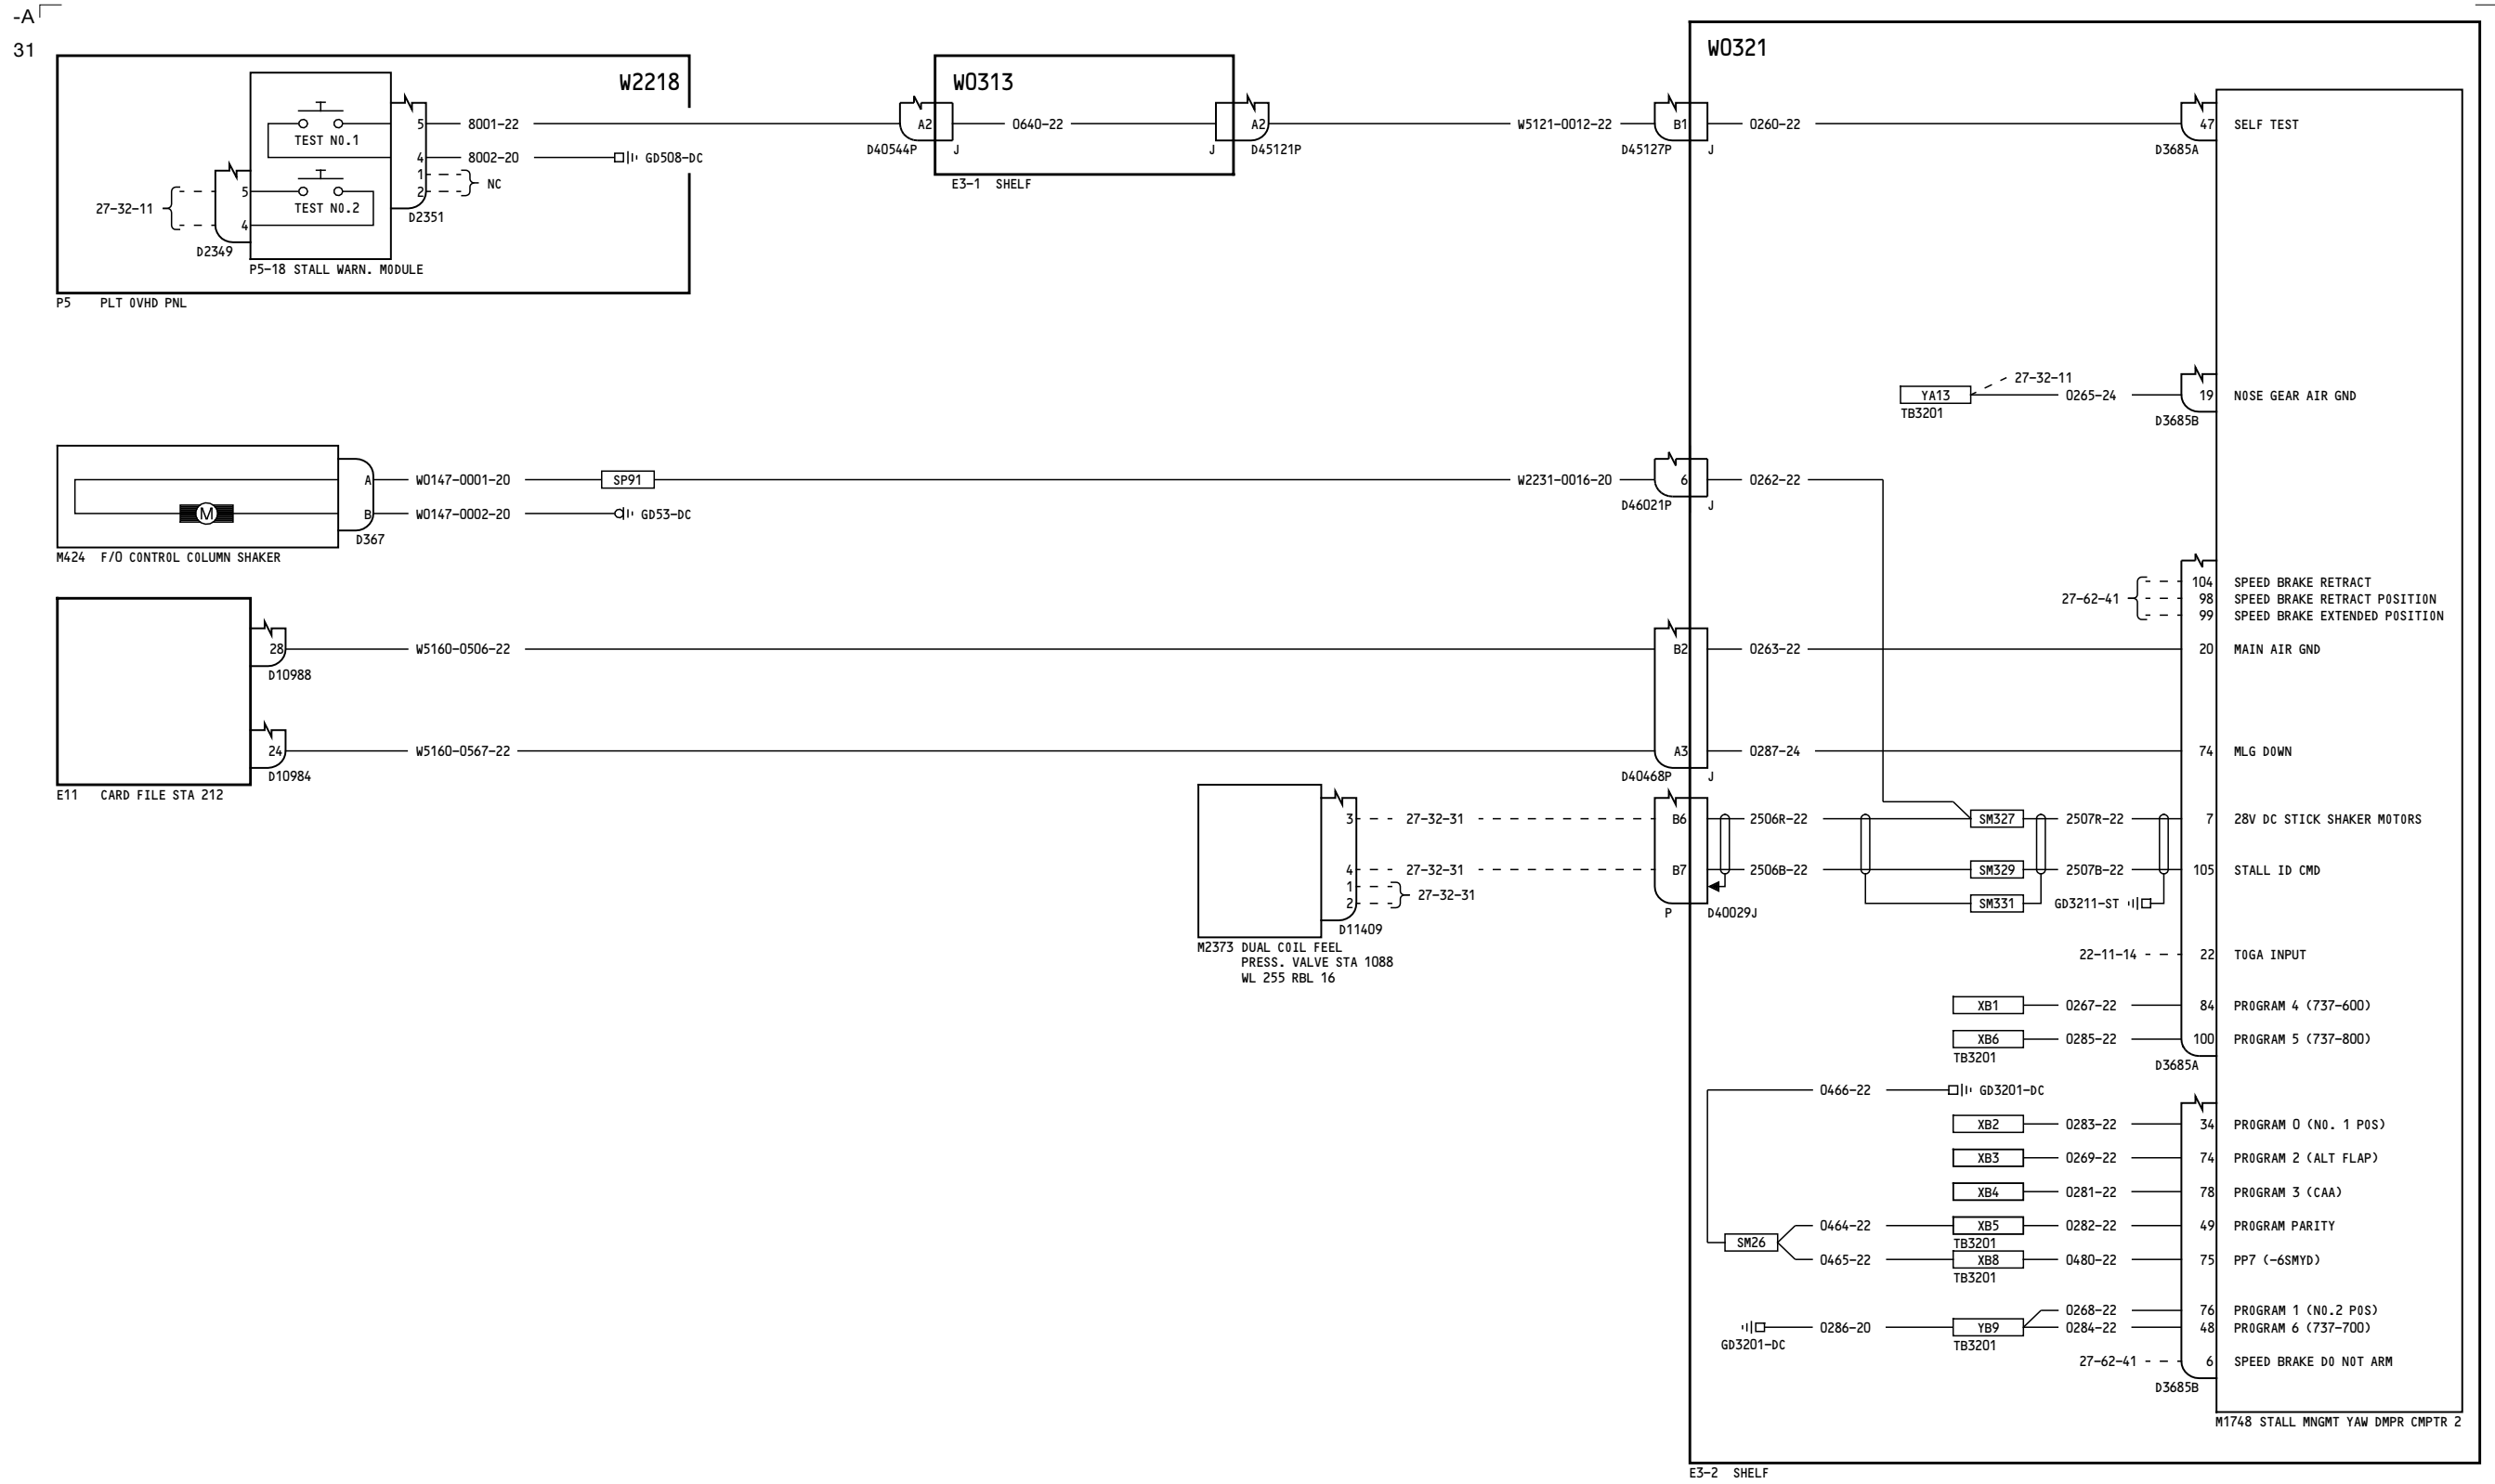 -A
31
W2218
TEST NO.1
5
8001-22
4
8002-20
GD508-DC
1
2
NC
D2351
27-32-11
5
4
TEST NO.2
D2349
P5-18 STALL WARN. MODULE
P5 PLT OVHD PNL
W0313
A2
D40544P
J
0640-22
J
A2
D45121P
E3-1 SHELF
W5121-0012-22
B1
D45127P
J
W0321
0260-22
47
SELF TEST
D3685A
27-32-11
YA13
TB3201
0265-24
19
NOSE GEAR AIR GND
D3685B
M
A
W0147-0001-20
SP91
W2231-0016-20
6
D46021P
J
0262-22
B
W0147-0002-20
GD53-DC
D367
M424 F/O CONTROL COLUMN SHAKER
27-62-41
104
SPEED BRAKE RETRACT
98
SPEED BRAKE RETRACT POSITION
99
SPEED BRAKE EXTENDED POSITION
28
D10988
W5160-0506-22
B2
0263-22
20
MAIN AIR GND
24
D10984
W5160-0567-22
A3
D40468P
J
0287-24
74
MLG DOWN
E11 CARD FILE STA 212
3
27-32-31
B6
2506R-22
SM327
2507R-22
7
28V DC STICK SHAKER MOTORS
4
27-32-31
B7
2506B-22
SM329
2507B-22
105
STALL ID CMD
1
2
27-32-31
P
D40029J
SM331
GD3211-ST
D11409
M2373 DUAL COIL FEEL
PRESS. VALVE STA 1088
WL 255 RBL 16
22-11-14
22
TOGA INPUT
XB1
0267-22
84
PROGRAM 4 (737-600)
XB6
TB3201
0285-22
100
PROGRAM 5 (737-800)
D3685A
0466-22
GD3201-DC
XB2
0283-22
34
PROGRAM 0 (NO. 1 POS)
XB3
0269-22
74
PROGRAM 2 (ALT FLAP)
XB4
0281-22
78
PROGRAM 3 (CAA)
SM26
0464-22
XB5
TB3201
0282-22
49
PROGRAM PARITY
0465-22
XB8
TB3201
0480-22
75
PP7 (-6SMYD)
0268-22
76
PROGRAM 1 (NO.2 POS)
GD3201-DC
0286-20
YB9
TB3201
0284-22
48
PROGRAM 6 (737-700)
27-62-41
6
SPEED BRAKE DO NOT ARM
D3685B
M1748 STALL MNGMT YAW DMPR CMPTR 2
E3-2 SHELF